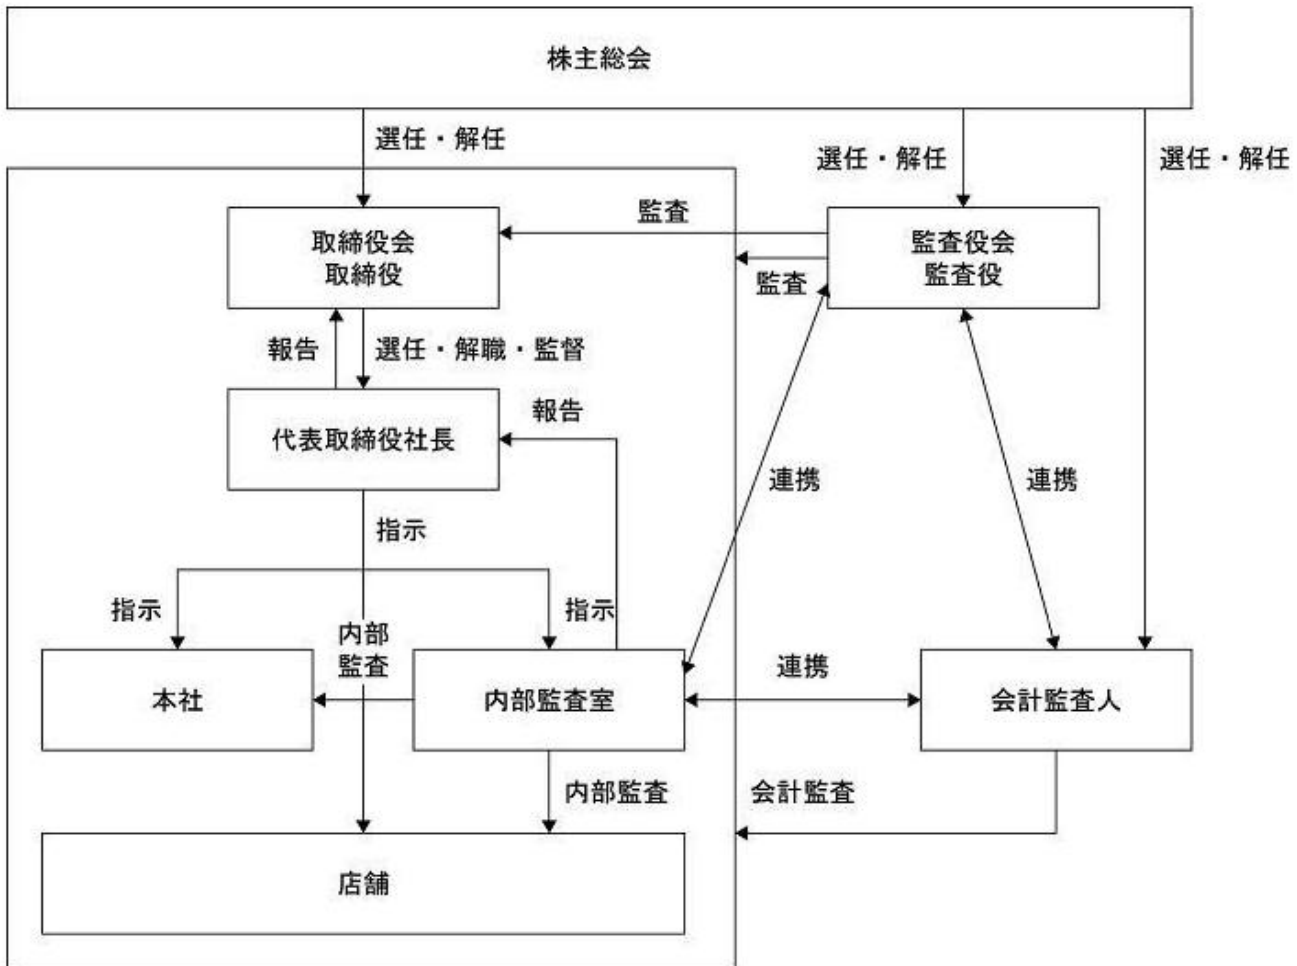 株主総会
選任・解任
選任・解任
選任・解任
監査
取締役会
取締役
監査役会
監査役
監査
報告
選任・解職・監督
代表取締役社長
報告
連携
連携
指示
指示
指示
内部
監査
本社
内部監査室
連携
会計監査人
内部監査
会計監査
店舗